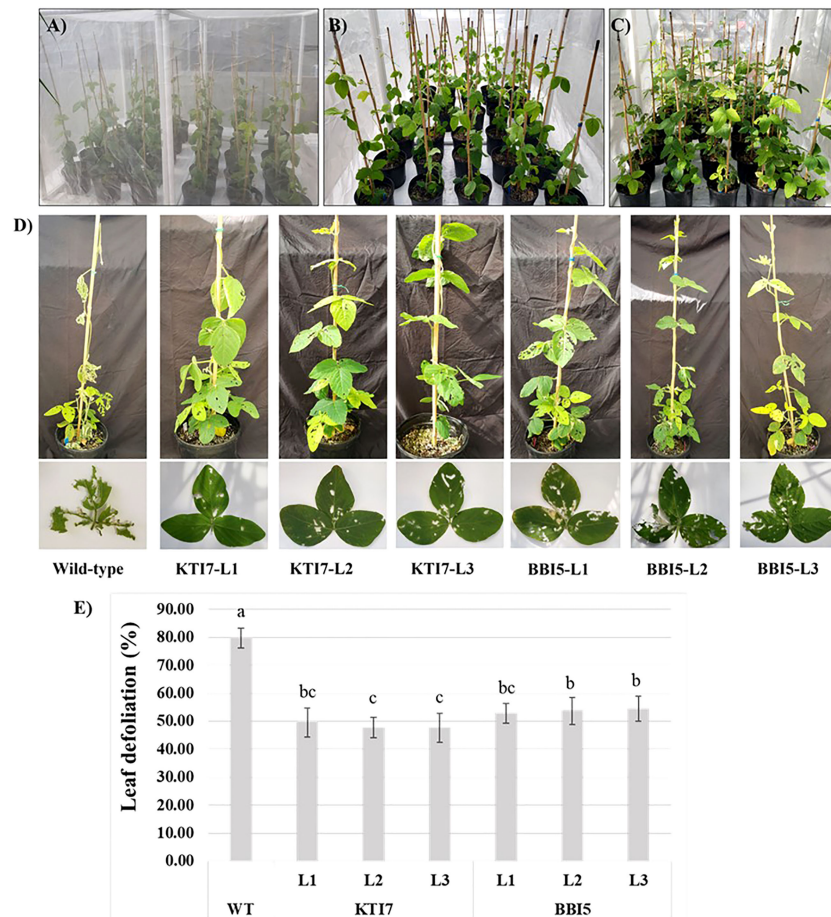 A)
B)
C)
D)
Wild-type KTI7-L1 KTI7-L2 KTI7-L3 BBI5-L1 BBI5-L2 BBI5-L3
E)
Leaf defoliation (%)
90.00
80.00
70.00
60.00
50.00
40.00
30.00
20.00
10.00
0.00
a
bc
c
c
bc
b
b
L1 L2 L3 L1 L2 L3
WT KTI7 BBI5